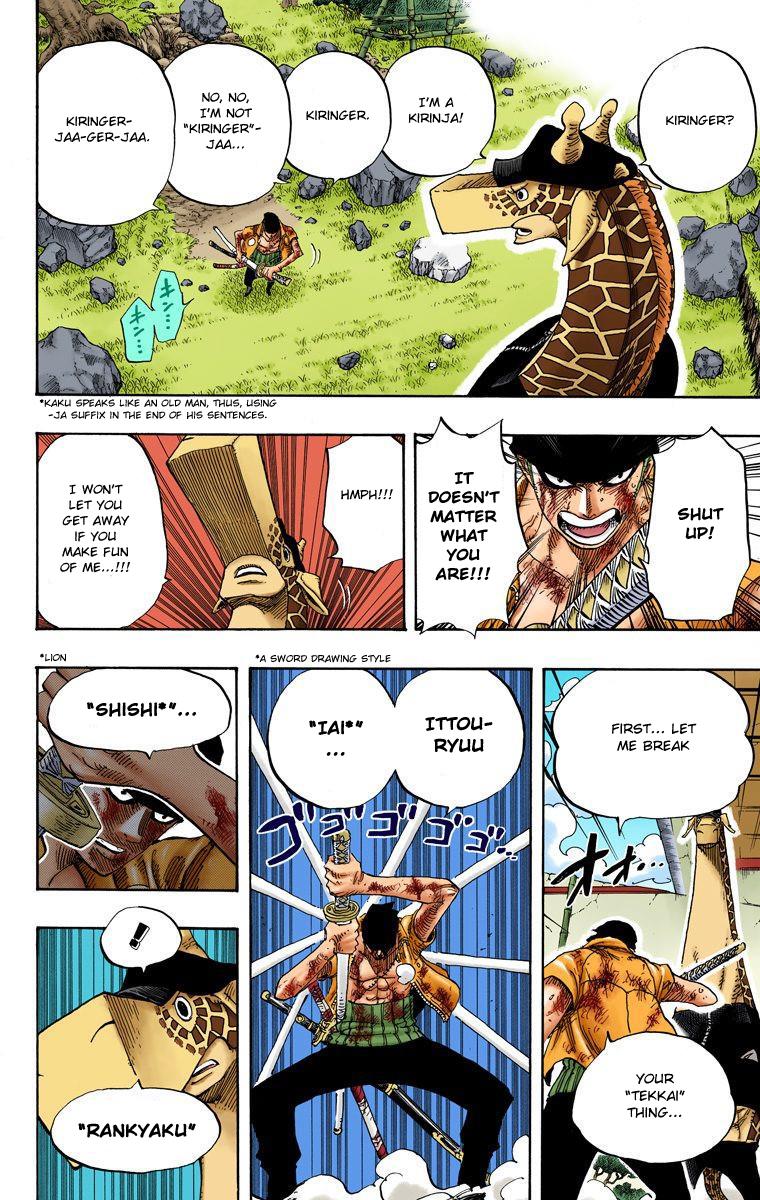 KIRINGER?
I'M A
KIRINJA!
KIRINGER.
NO, NO,
I'M NOT
"KIRINGER"-
JAA...
KIRINGER-
JAA-GER-JAA.
キン…
キン…
*KAKU SPEAKS LIKE AN OLD MAN, THUS, USING
-JA SUFFIX IN THE END OF HIS SENTENCES.
SHUT
UP!
IT
DOESN'T
MATTER
WHAT
YOU
ARE!!!
HMPH!!!
I WON'T
LET YOU
GET AWAY
IF YOU
MAKE FUN
OF ME...!!!
FIRST... LET
ME BREAK
オオ…
YOUR
"TEKKAI"
THING...
*A SWORD DRAWING STYLE
ITTOU-
RYUU
"IAI*"
...
ゴゴゴゴゴ…
*LION
"SHISHI*"...
!
"RANKYAKU"